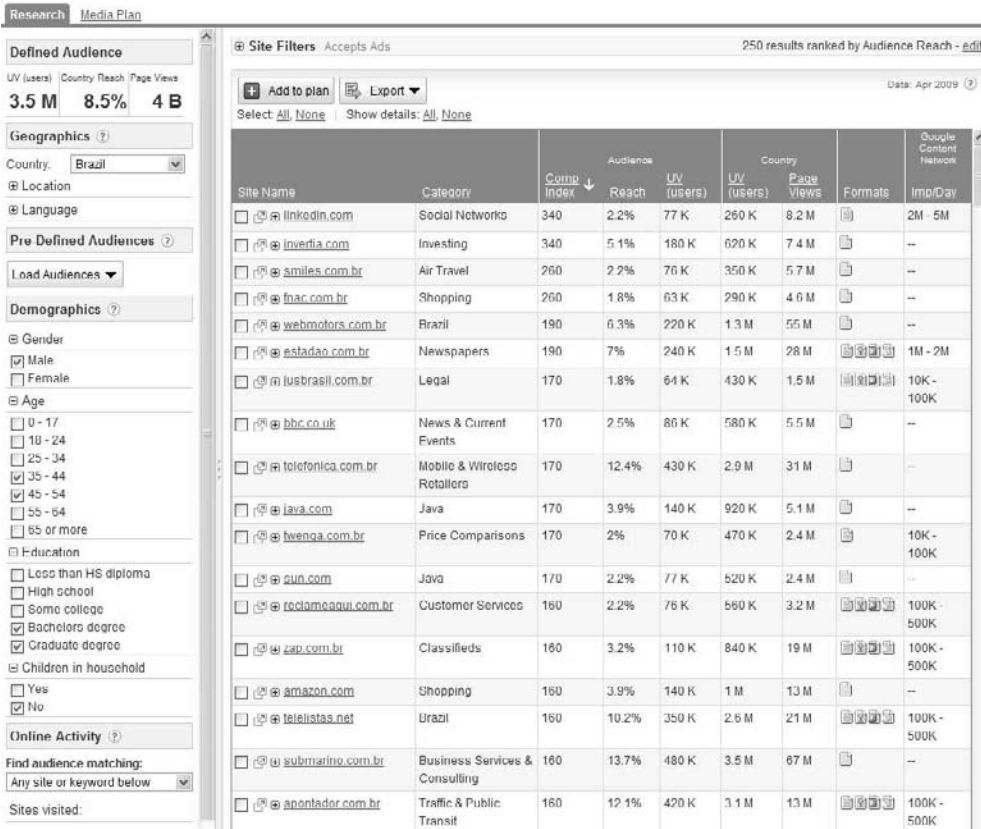 Research Media Plan
Defined Audience
UV (users) Country Reach Page Views
3.5 M 8.5% 4 B
Geographics ?
Country: Brazil
Location
Language
Pre Defined Audiences ?
Load Audiences
Demographics ?
Gender
Male
Female
Age
0 - 17
18 - 24
25 - 34
35 - 44
45 - 54
55 - 64
65 or more
Education
Less than HS diploma
High school
Some college
Bachelors degree
Graduate degree
Children in household
Yes
No
Online Activity ?
Find audience matching:
Any site or keyword below
Sites visited:
Site Filters Accepts Ads
250 results ranked by Audience Reach - edit
Add to plan Export
Data: Apr 2009 ?
Select: All, None | Show details: All, None
Audience Country Google Content Network
Site Name Category Comp Index Reach UV (users) UV (users) Page Views Formats Imp/Day
linkedin.com Social Networks 340 2.2% 77 K 260 K 8.2 M 2M - 5M
invertia.com Investing 340 5.1% 180 K 620 K 7.4 M --
smiles.com.br Air Travel 260 2.2% 76 K 350 K 5.7 M --
fnac.com.br Shopping 260 1.8% 63 K 290 K 4.6 M --
webmotors.com.br Brazil 190 6.3% 220 K 1.3 M 55 M --
estadao.com.br Newspapers 190 7% 240 K 1.5 M 28 M 1M - 2M
jusbrasil.com.br Legal 170 1.8% 64 K 430 K 1.5 M 10K -
100K
bbc.co.uk News & Current 170 2.5% 86 K 580 K 5.5 M --
Events
telefonica.com.br Mobile & Wireless 170 12.4% 430 K 2.9 M 31 M --
Retailers
java.com Java 170 3.9% 140 K 920 K 5.1 M --
twenga.com.br Price Comparisons 170 2% 70 K 470 K 2.4 M 10K -
100K
sun.com Java 170 2.2% 77 K 520 K 2.4 M --
reclameaqui.com.br Customer Services 160 2.2% 76 K 560 K 3.2 M 100K -
500K
zap.com.br Classifieds 160 3.2% 110 K 840 K 19 M 100K -
500K
amazon.com Shopping 160 3.9% 140 K 1 M 13 M --
telelistas.net Brazil 160 10.2% 350 K 2.6 M 21 M 100K -
500K
submarino.com.br Business Services & 160 13.7% 480 K 3.5 M 67 M --
Consulting
apontador.com.br Traffic & Public 160 12.1% 420 K 3.1 M 13 M 100K -
Transit 500K